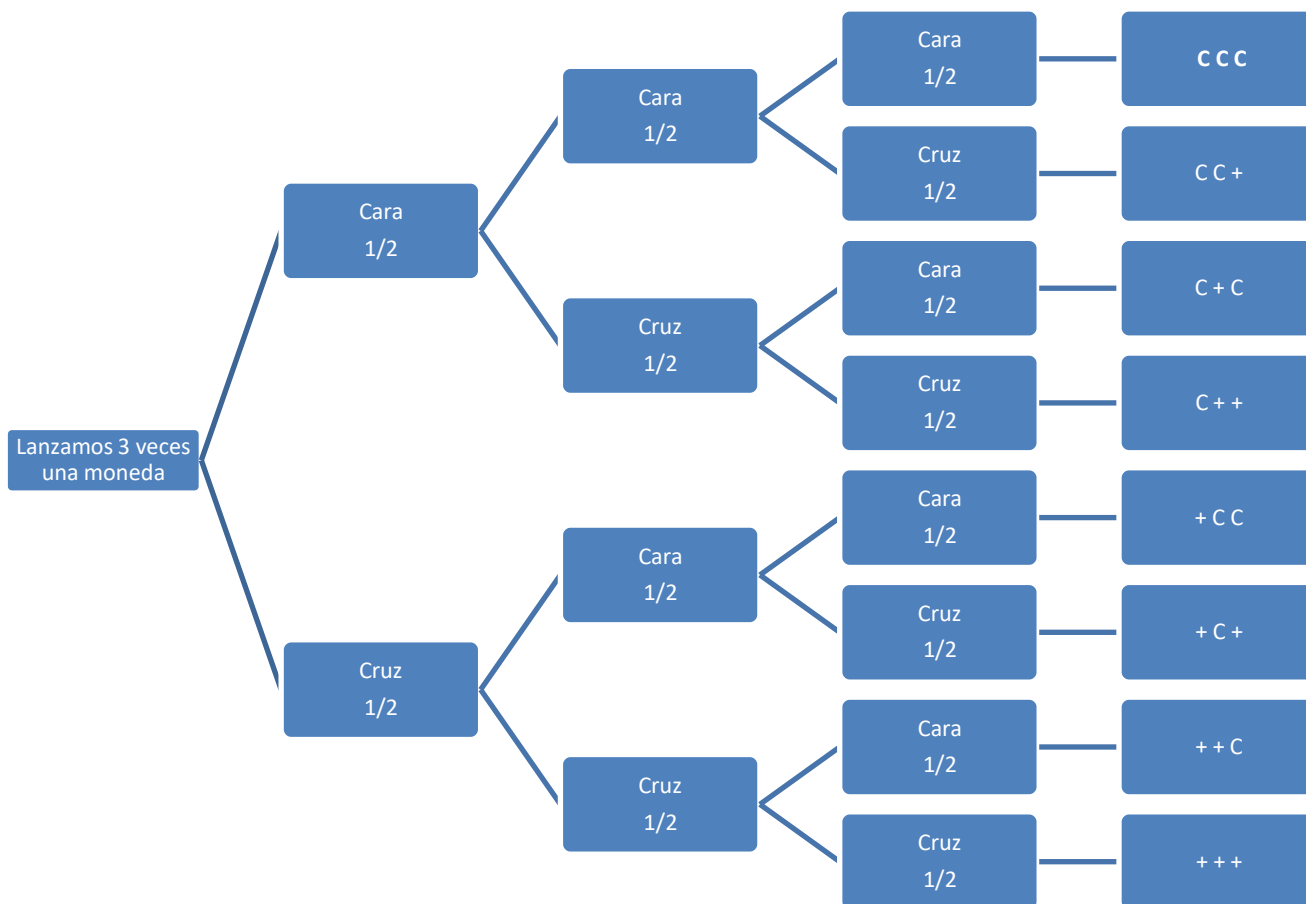 Lanzamos 3 veces
una moneda
Cara
1/2
Cara
1/2
Cara
1/2
C C C
Cruz
1/2
C C +
Cruz
1/2
Cara
1/2
C + C
Cruz
1/2
C + +
Cruz
1/2
Cara
1/2
Cara
1/2
+ C C
Cruz
1/2
+ C +
Cruz
1/2
Cara
1/2
+ + C
Cruz
1/2
+ + +